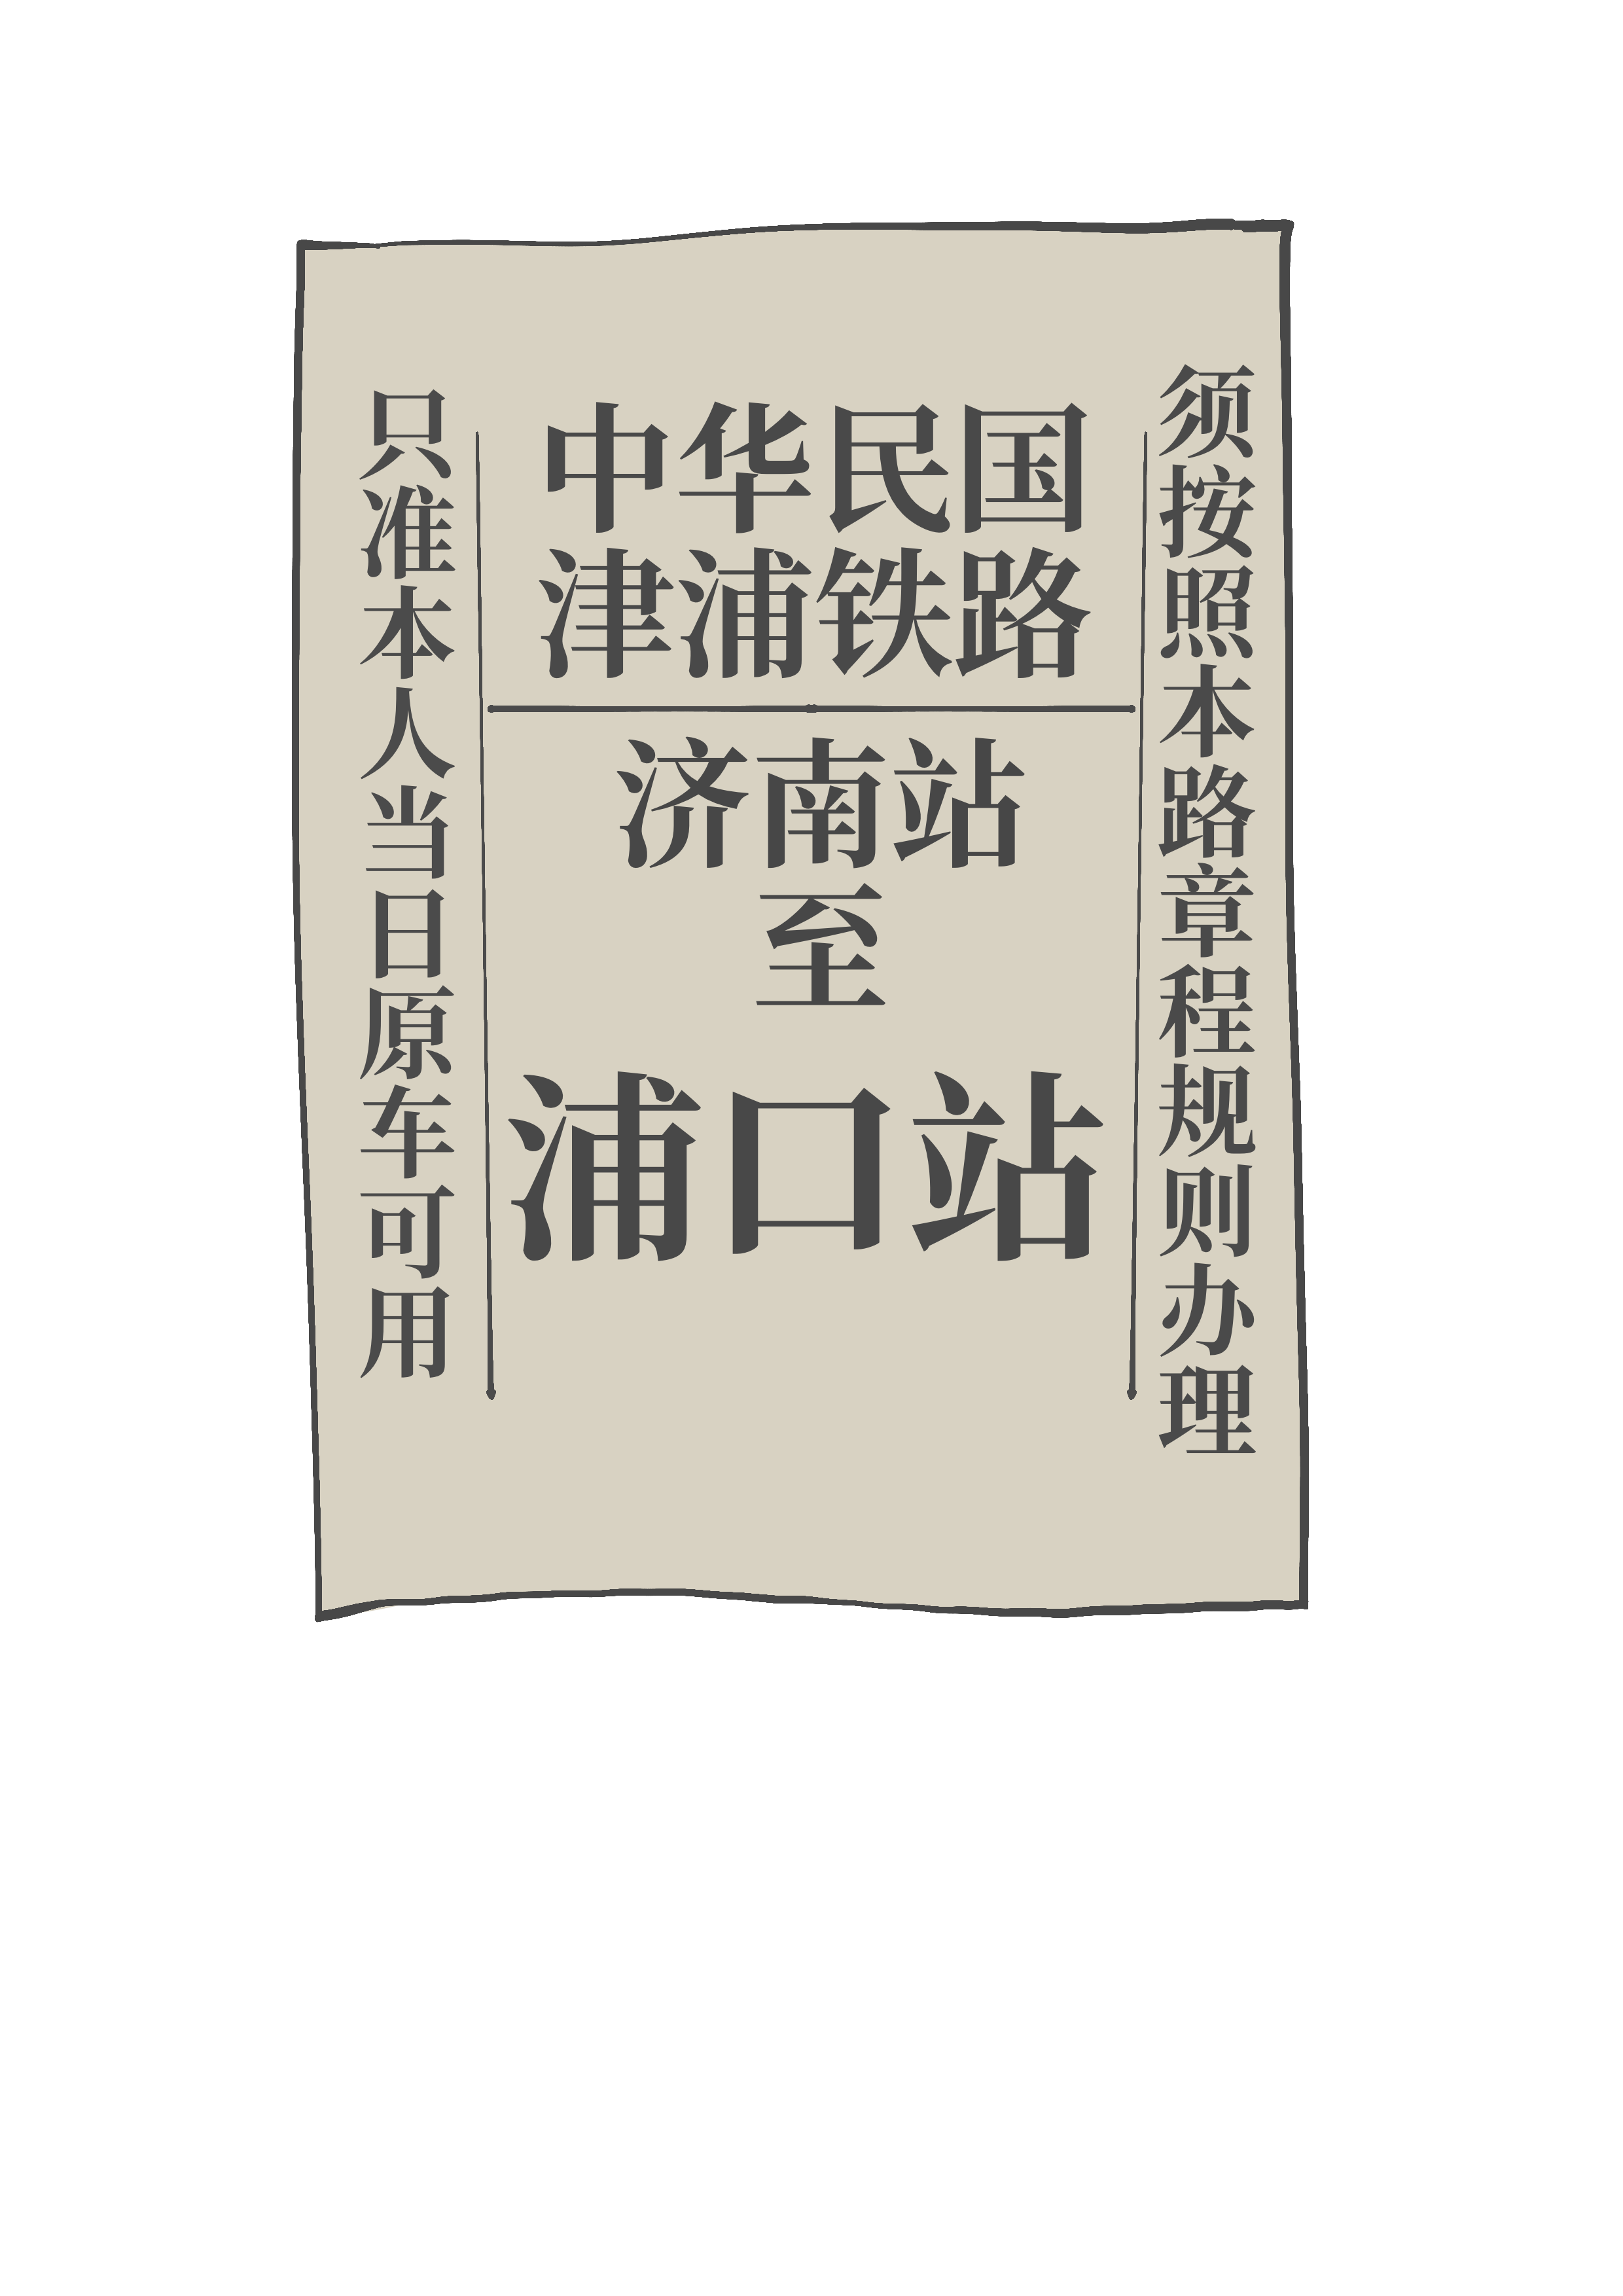 须按照本路章程规则办理
中华民国
津浦铁路
济南站
至
浦口站
只准本人当日原车可用